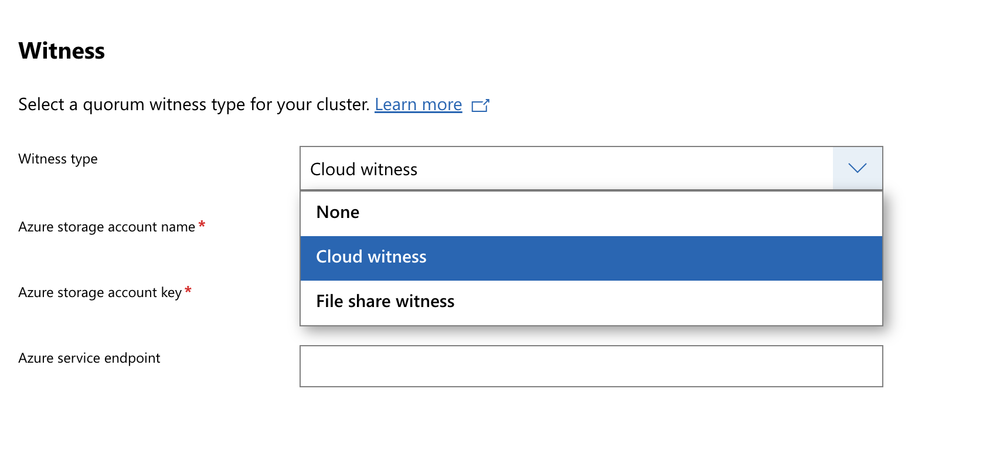 Witness
Select a quorum witness type for your cluster. Learn more
Witness type
Cloud witness
None
Azure storage account name *
Cloud witness
Azure storage account key *
File share witness
Azure service endpoint